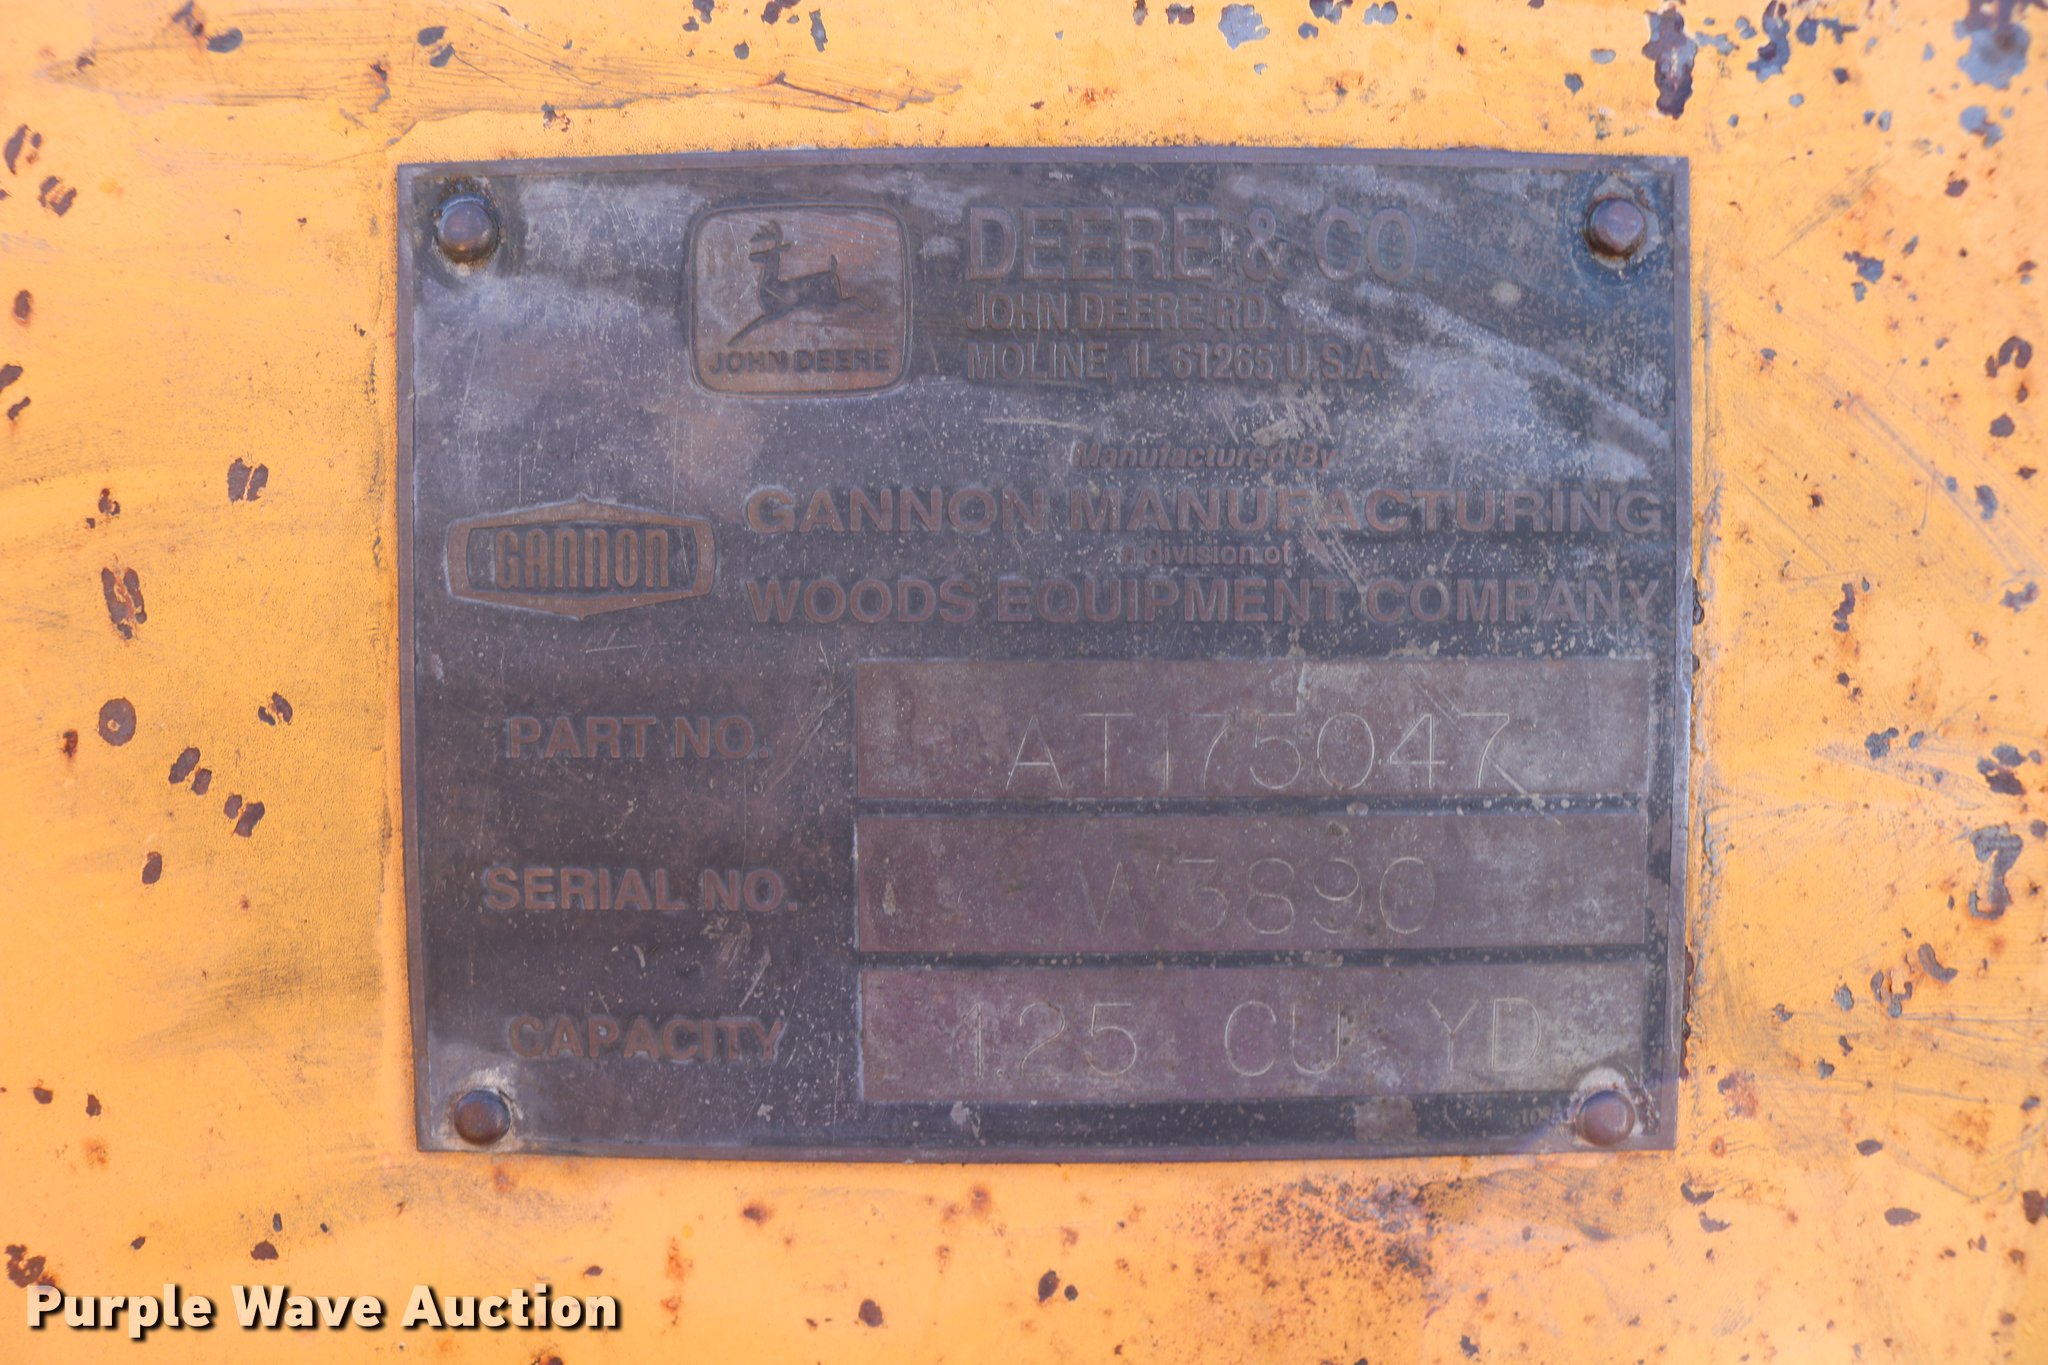 JOHN DEERE
DEERE & CO.
JOHN DEERE RD.
MOLINE, IL 61265 U.S.A.
Manufactured By
GANNON
GANNON MANUFACTURING
a division of
WOODS EQUIPMENT COMPANY
PART NO. AT175047
SERIAL NO. W3890
CAPACITY 1.25 CU YD
Purple Wave Auction